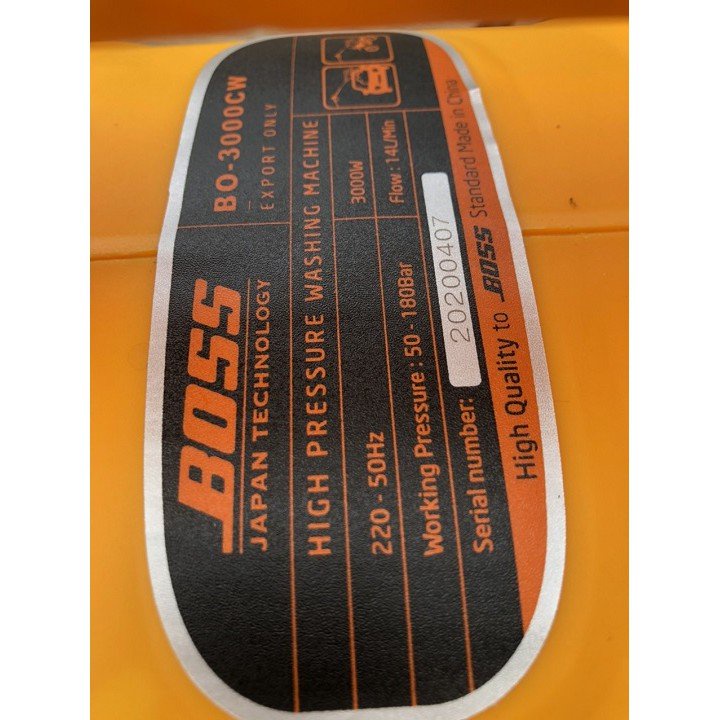 BOSS BO-3000CW
JAPAN TECHNOLOGY EXPORT ONLY
HIGH PRESSURE WASHING MACHINE
220 - 50Hz 3000W
Working Pressure : 50 - 180Bar Flow : 14L/Min
Serial number: 20200407
High Quality to BOSS Standard Made in China